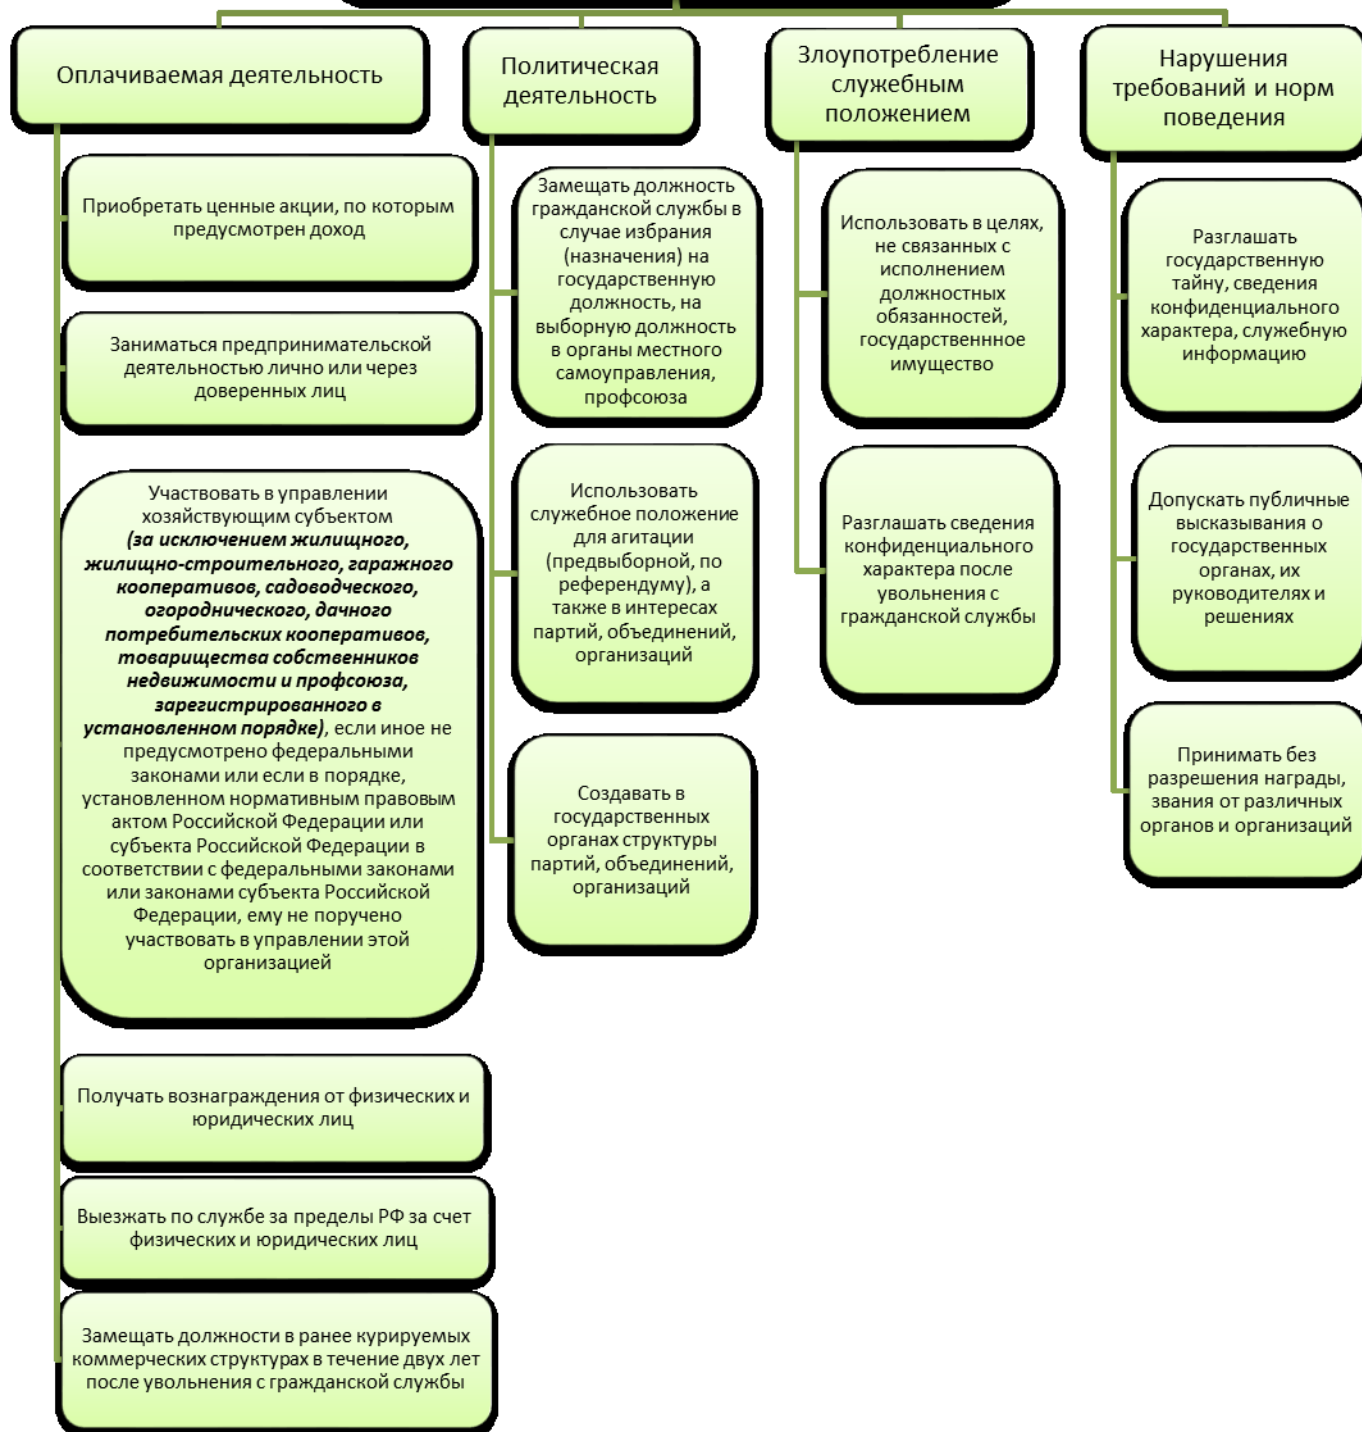 Оплачиваемая деятельность
Приобретать ценные акции, по которым
предусмотрен доход
Заниматься предпринимательской
деятельностью лично или через
доверенных лиц
Участвовать в управлении
хозяйствующим субъектом
(за исключением жилищного,
жилищно-строительного, гаражного
кооперативов, садоводческого,
огороднического, дачного
потребительских кооперативов,
товарищества собственников
недвижимости и профсоюза,
зарегистрированного в
установленном порядке), если иное не
предусмотрено федеральными
законами или если в порядке,
установленном нормативным правовым
актом Российской Федерации или
субъекта Российской Федерации в
соответствии с федеральными законами
или законами субъекта Российской
Федерации, ему не поручено
участвовать в управлении этой
организацией
Получать вознаграждения от физических и
юридических лиц
Выезжать по службе за пределы РФ за счет
физических и юридических лиц
Замещать должности в ранее курируемых
коммерческих структурах в течение двух лет
после увольнения с гражданской службы
Политическая
деятельность
Замещать должность
гражданской службы в
случае избрания
(назначения) на
государственную
должность, на
выборную должность
в органы местного
самоуправления,
профсоюза
Использовать
служебное положение
для агитации
(предвыборной, по
референдуму), а
также в интересах
партий, объединений,
организаций
Создавать в
государственных
органах структуры
партий, объединений,
организаций
Злоупотребление
служебным
положением
Использовать в целях,
не связанных с
исполнением
должностных
обязанностей,
государственнное
имущество
Разглашать сведения
конфиденциального
характера после
увольнения с
гражданской службы
Нарушения
требований и норм
поведения
Разглашать
государственную
тайну, сведения
конфиденциального
характера, служебную
информацию
Допускать публичные
высказывания о
государственных
органах, их
руководителях и
решениях
Принимать без
разрешения награды,
звания от различных
органов и организаций